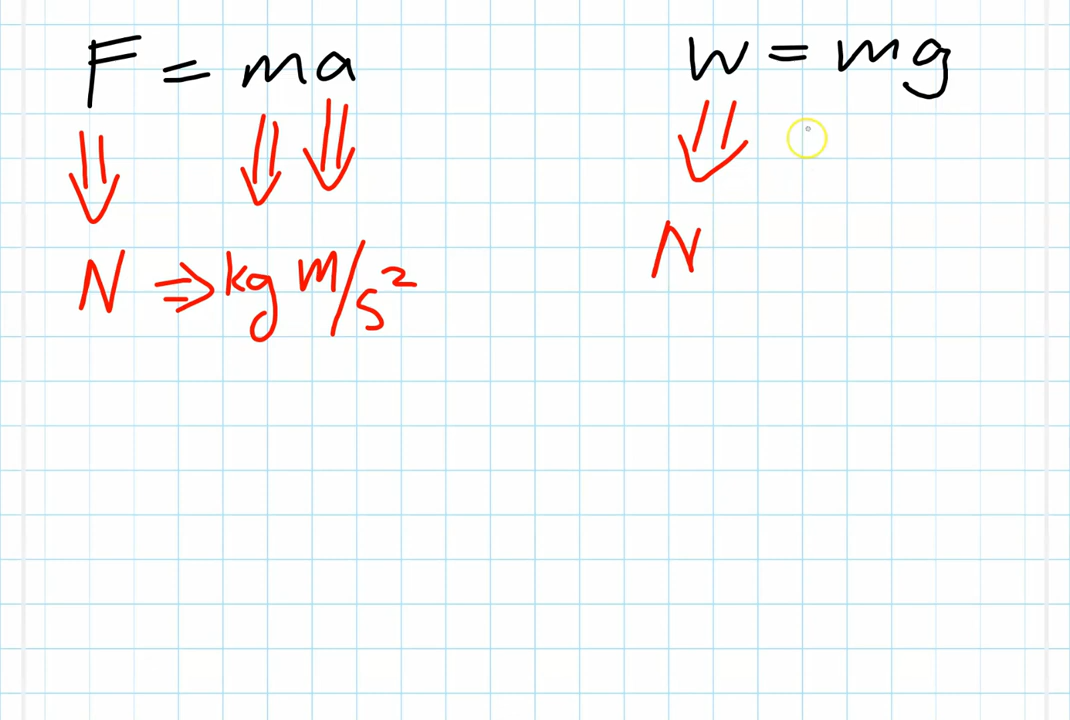 F = ma
W = mg
N ⇒ kg m/s²
N